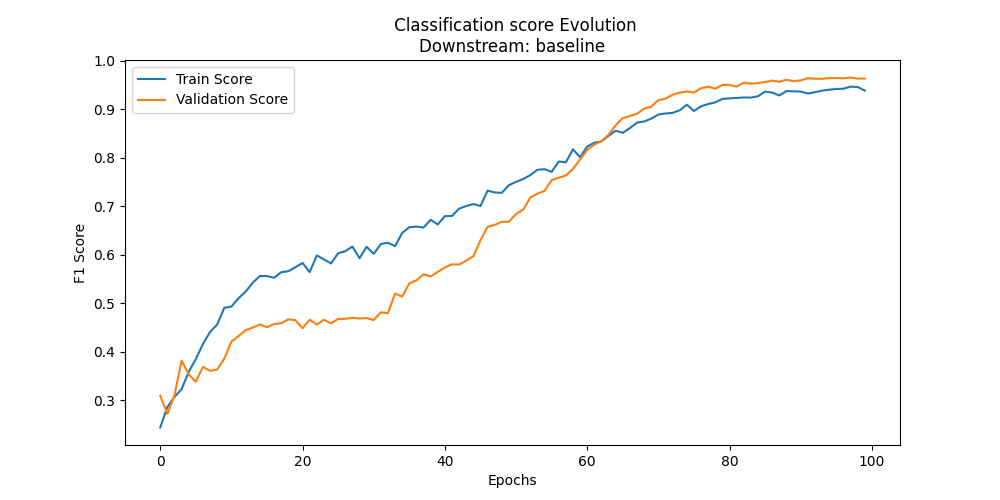 Classification score Evolution
Downstream: baseline
Train Score
Validation Score
F1 Score
1.0
0.9
0.8
0.7
0.6
0.5
0.4
0.3
0 20 40 60 80 100
Epochs